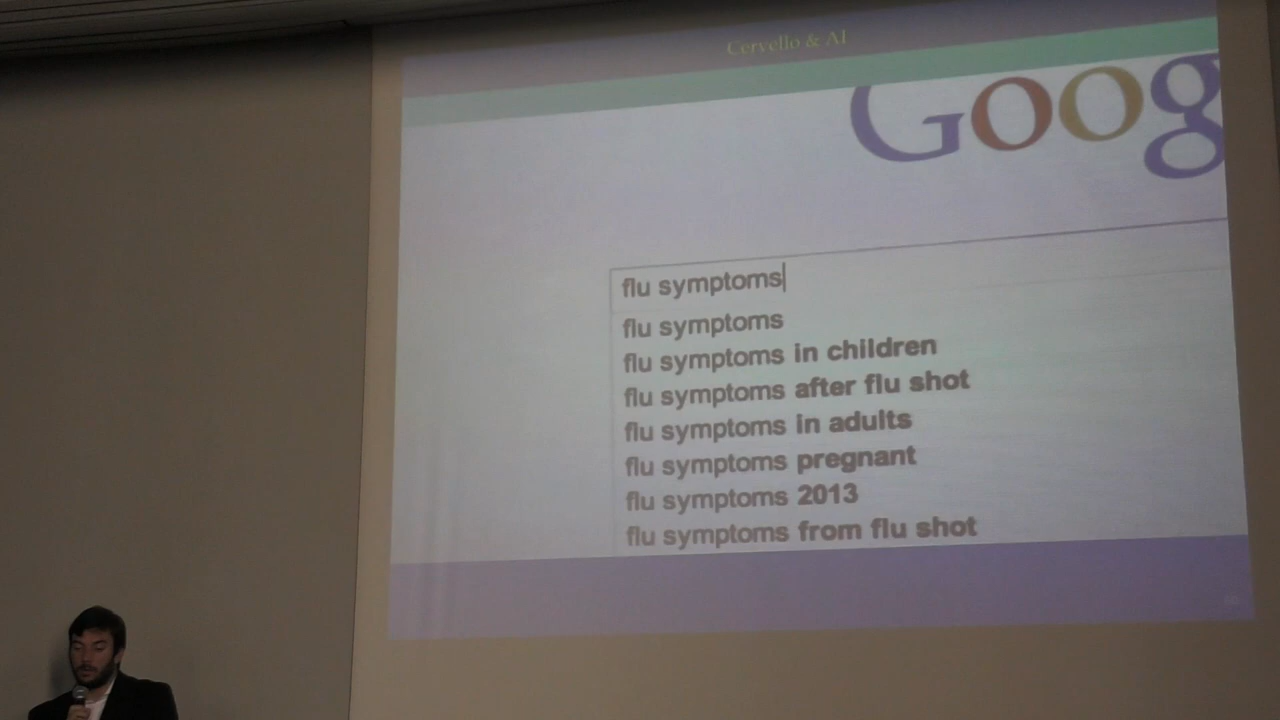 Cervello & AI
Goog
flu symptoms
flu symptoms
flu symptoms in children
flu symptoms after flu shot
flu symptoms in adults
flu symptoms pregnant
flu symptoms 2013
flu symptoms from flu shot